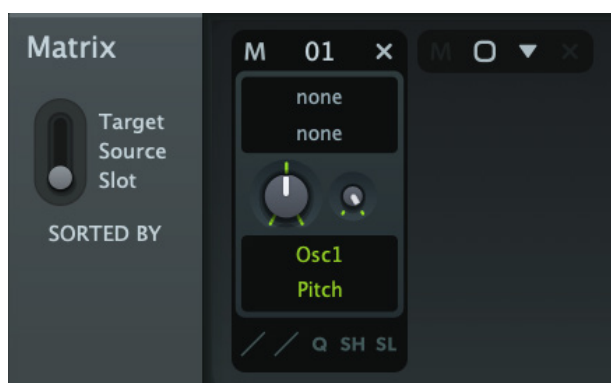 Matrix
Target
Source
Slot
SORTED BY
M 01 ×
none
none
Osc1
Pitch
Q SH SL
M ×